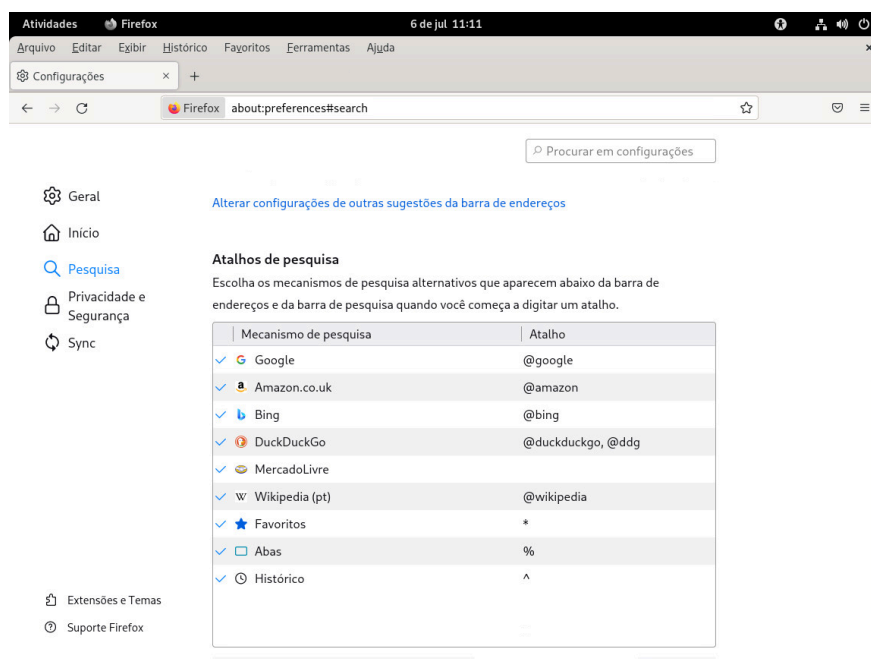 Atividades Firefox 6 de jul 11:11
Arquivo Editar Exibir Histórico Favoritos Ferramentas Ajuda
Configurações
Firefox about:preferences#search
Procurar em configurações
Geral
Início
Pesquisa
Privacidade e
Segurança
Sync
Extensões e Temas
Suporte Firefox
Alterar configurações de outras sugestões da barra de endereços
Atalhos de pesquisa
Escolha os mecanismos de pesquisa alternativos que aparecem abaixo da barra de
endereços e da barra de pesquisa quando você começa a digitar um atalho.
Mecanismo de pesquisa Atalho
Google @google
Amazon.co.uk @amazon
Bing @bing
DuckDuckGo @duckduckgo, @ddg
MercadoLivre
Wikipedia (pt) @wikipedia
Favoritos *
Abas %
Histórico ^